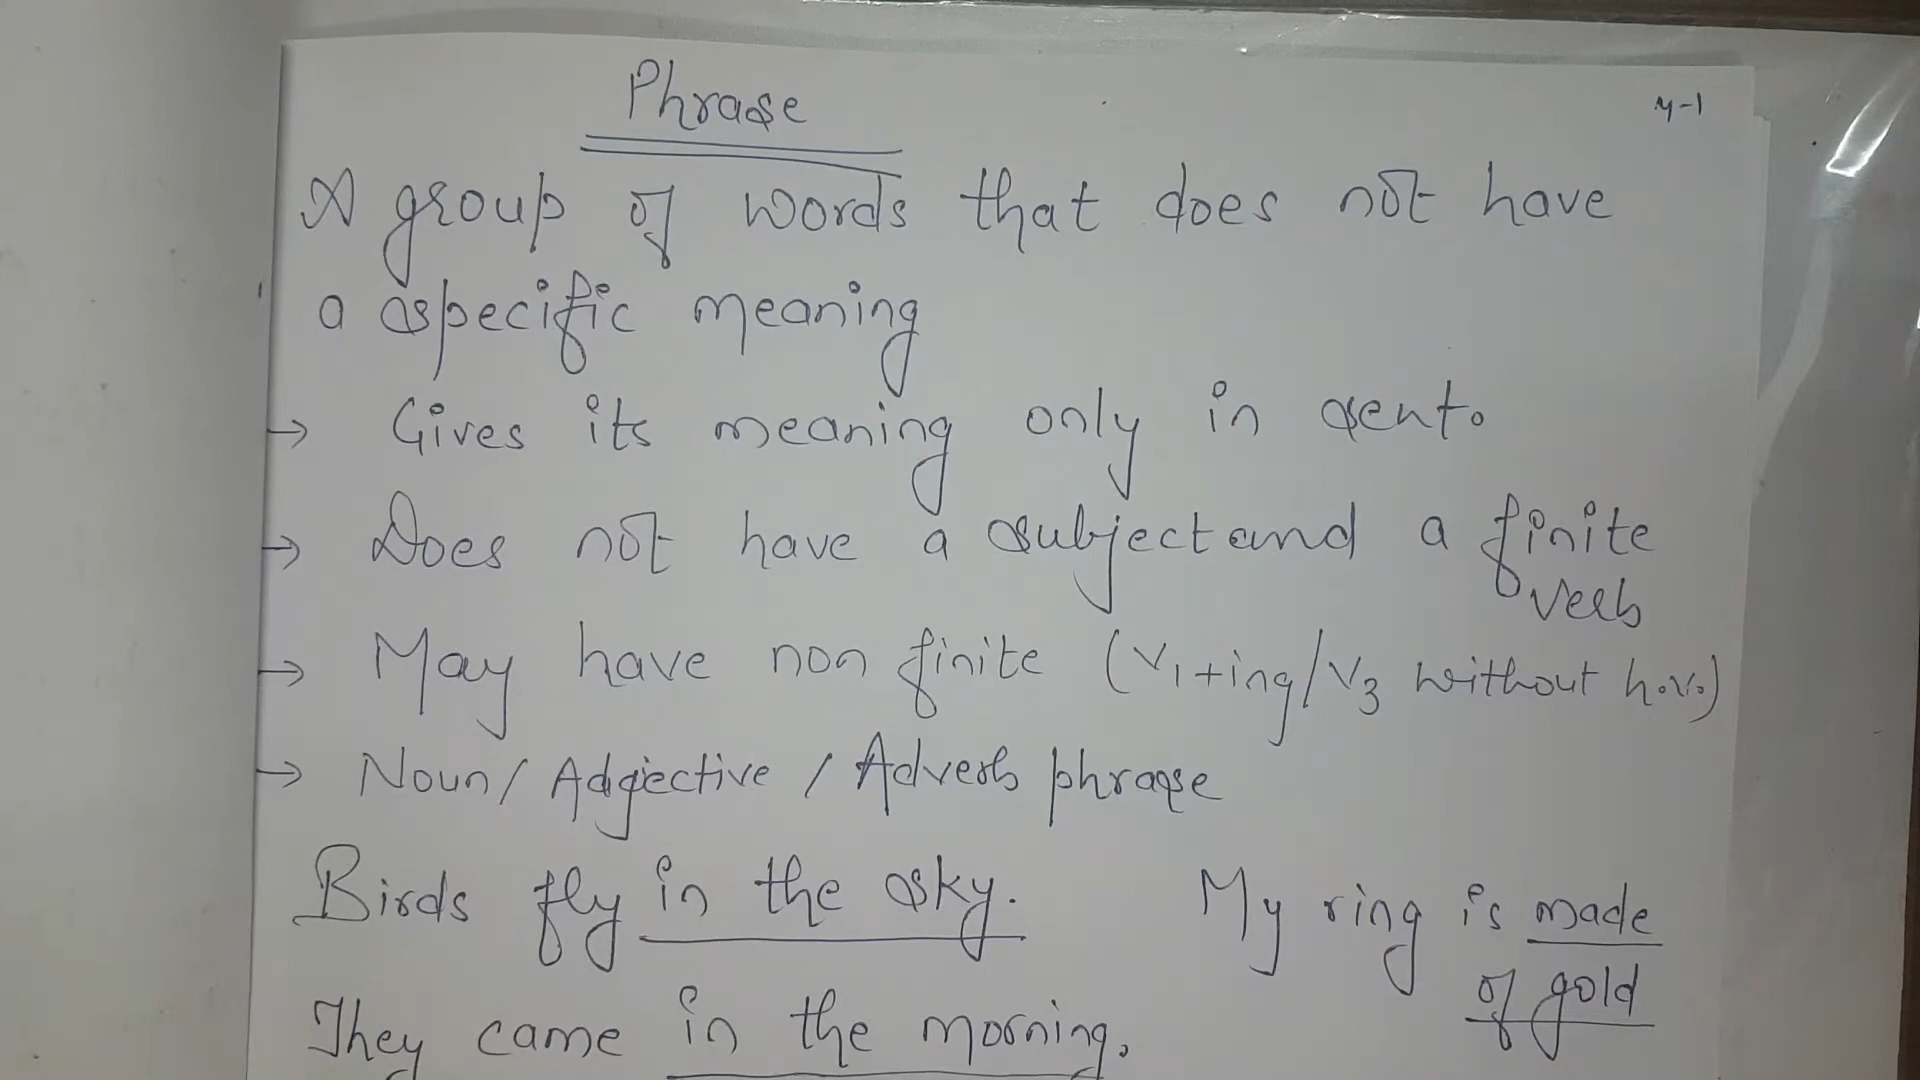 Phrase
4-1
A group of words that does not have
a specific meaning
→ Gives its meaning only in sent.
→ Does not have a subject and a finite
verb
→ May have non finite (V1+ing/V3 without h.v.)
→ Noun / Adjective / Adverb phrase
Birds fly in the sky.
My ring is made
of gold
They came in the morning.